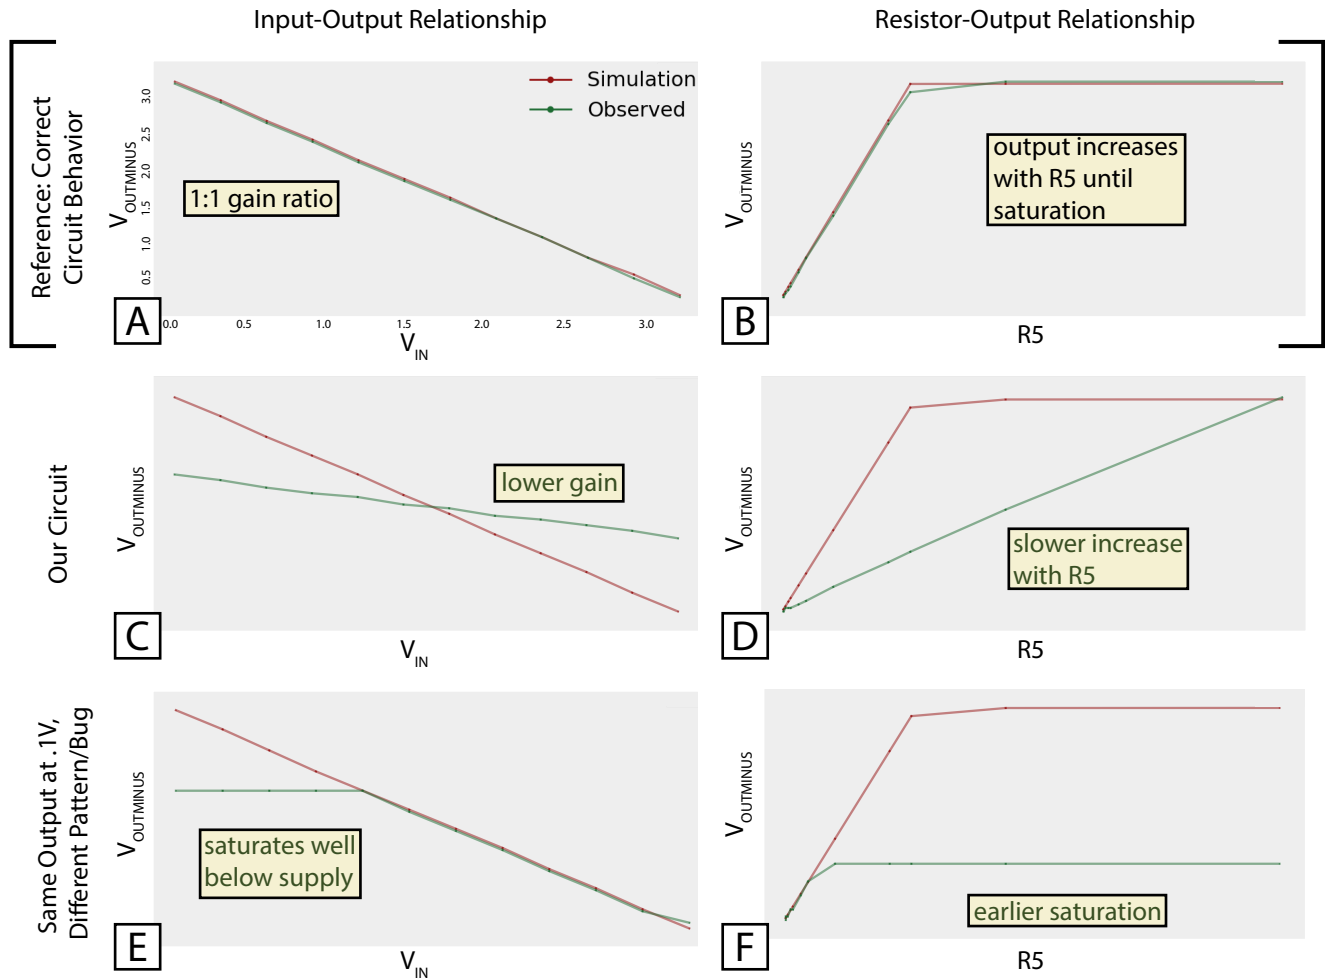 Input-Output Relationship
Resistor-Output Relationship
Reference: Correct
Circuit Behavior
V_OUTMINUS
3.0
2.5
2.0
1.5
1.0
0.5
Simulation
Observed
1:1 gain ratio
A
0.0
0.5
1.0
1.5
2.0
2.5
3.0
V_IN
V_OUTMINUS
output increases
with R5 until
saturation
B
R5
Our Circuit
V_OUTMINUS
lower gain
C
V_IN
V_OUTMINUS
slower increase
with R5
D
R5
Same Output at .1V,
Different Pattern/Bug
V_OUTMINUS
saturates well
below supply
E
V_IN
V_OUTMINUS
earlier saturation
F
R5